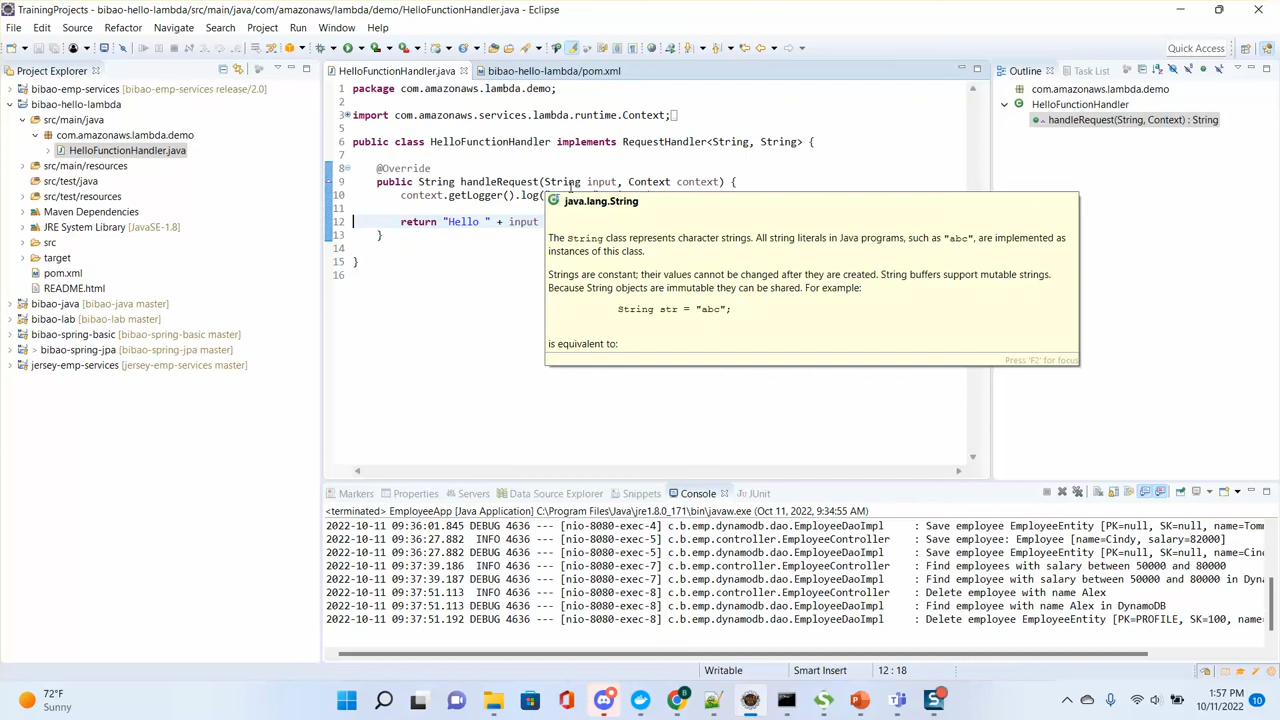 TrainingProjects - bibao-hello-lambda/src/main/java/com/amazonaws/lambda/demo/HelloFunctionHandler.java - Eclipse
File Edit Source Refactor Navigate Search Project Run Window Help
Quick Access
Project Explorer
bibao-emp-services [bibao-emp-services release/2.0]
bibao-hello-lambda
src/main/java
com.amazonaws.lambda.demo
HelloFunctionHandler.java
src/main/resources
src/test/java
src/test/resources
Maven Dependencies
JRE System Library [JavaSE-1.8]
src
target
pom.xml
README.html
bibao-java [bibao-java master]
bibao-lab [bibao-lab master]
bibao-spring-basic [bibao-spring-basic master]
> bibao-spring-jpa [bibao-spring-jpa master]
jersey-emp-services [jersey-emp-services master]
HelloFunctionHandler.java
bibao-hello-lambda/pom.xml
1 package com.amazonaws.lambda.demo;
2
3 import com.amazonaws.services.lambda.runtime.Context;
5
6 public class HelloFunctionHandler implements RequestHandler<String, String> {
7
8 @Override
9 public String handleRequest(String input, Context context) {
10 context.getLogger().log(
11
12 return "Hello " + input
13 }
14
15 }
16
java.lang.String
The String class represents character strings. All string literals in Java programs, such as "abc", are implemented as
instances of this class.
Strings are constant; their values cannot be changed after they are created. String buffers support mutable strings.
Because String objects are immutable they can be shared. For example:
String str = "abc";
is equivalent to:
Press 'F2' for focus
Outline
Task List
com.amazonaws.lambda.demo
HelloFunctionHandler
handleRequest(String, Context) : String
Markers Properties Servers Data Source Explorer Snippets Console JUnit
<terminated> EmployeeApp [Java Application] C:\Program Files\Java\jre1.8.0_171\bin\javaw.exe (Oct 11, 2022, 9:34:55 AM)
2022-10-11 09:36:01.845 DEBUG 4636 --- [nio-8080-exec-4] c.b.emp.dynamodb.dao.EmployeeDaoImpl : Save employee EmployeeEntity [PK=null, SK=null, name=Tom
2022-10-11 09:36:27.882 INFO 4636 --- [nio-8080-exec-5] c.b.emp.controller.EmployeeController : Save employee: Employee [name=Cindy, salary=82000]
2022-10-11 09:36:27.882 DEBUG 4636 --- [nio-8080-exec-5] c.b.emp.dynamodb.dao.EmployeeDaoImpl : Save employee EmployeeEntity [PK=null, SK=null, name=Cin
2022-10-11 09:37:39.186 INFO 4636 --- [nio-8080-exec-7] c.b.emp.controller.EmployeeController : Find employees with salary between 50000 and 80000
2022-10-11 09:37:39.187 DEBUG 4636 --- [nio-8080-exec-7] c.b.emp.dynamodb.dao.EmployeeDaoImpl : Find employee with salary between 50000 and 80000 in Dyna
2022-10-11 09:37:51.113 INFO 4636 --- [nio-8080-exec-8] c.b.emp.controller.EmployeeController : Delete employee with name Alex
2022-10-11 09:37:51.113 DEBUG 4636 --- [nio-8080-exec-8] c.b.emp.dynamodb.dao.EmployeeDaoImpl : Find employee with name Alex in DynamoDB
2022-10-11 09:37:51.192 DEBUG 4636 --- [nio-8080-exec-8] c.b.emp.dynamodb.dao.EmployeeDaoImpl : Delete employee EmployeeEntity [PK=PROFILE, SK=100, name
Writable Smart Insert 12 : 18
72°F
Sunny
1:57 PM
10/11/2022